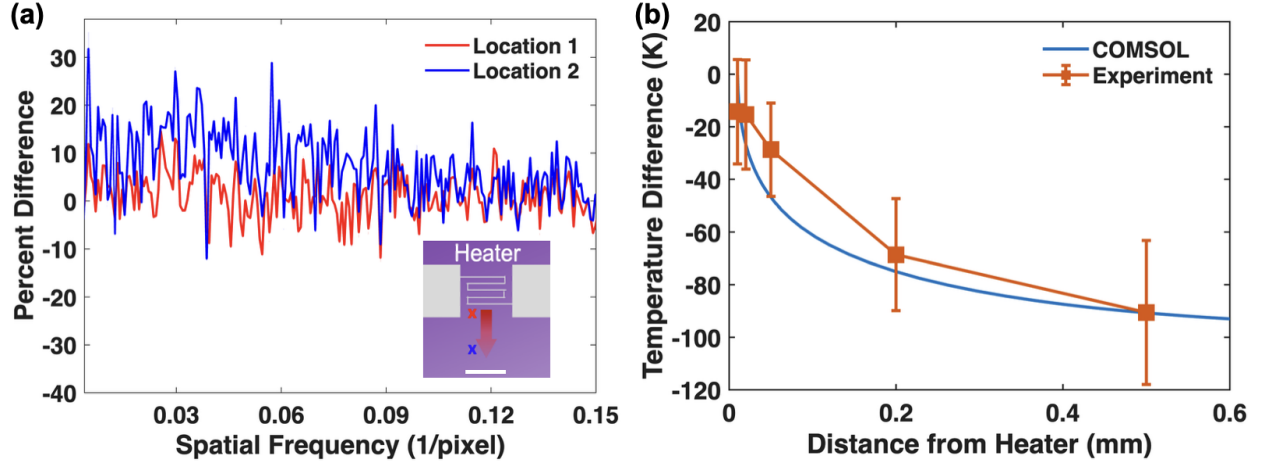 (a)
Percent Difference
30
20
10
0
-10
-20
-30
-40
Location 1
Location 2
Heater
x
x
0.03 0.06 0.09 0.12 0.15
Spatial Frequency (1/pixel)
(b)
Temperature Difference (K)
20
0
-20
-40
-60
-80
-100
-120
COMSOL
Experiment
0 0.2 0.4 0.6
Distance from Heater (mm)